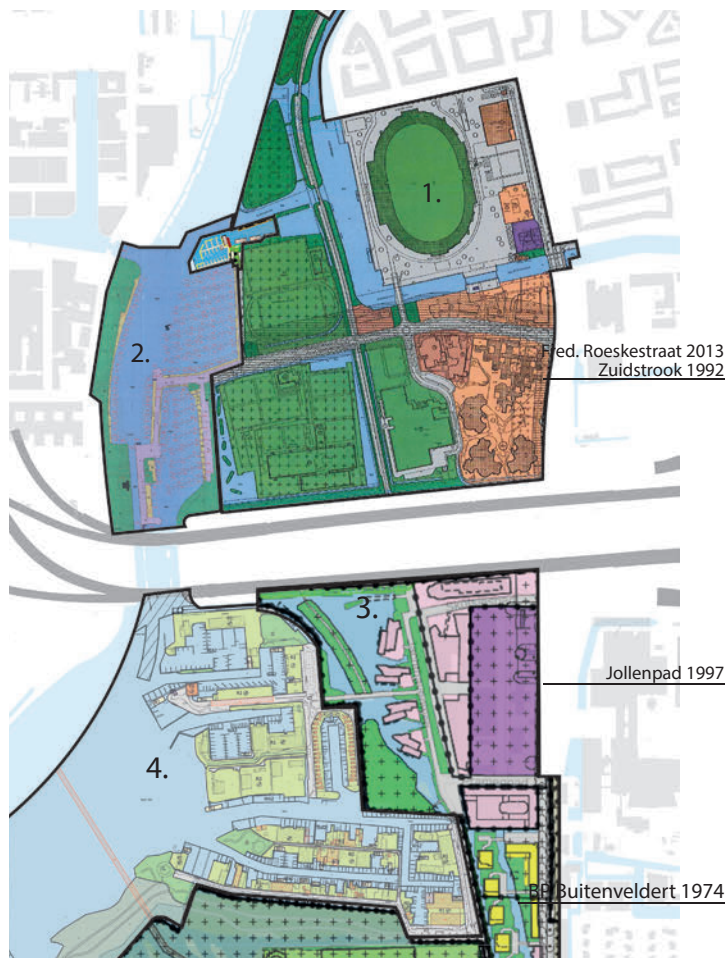 1.
2.
Fred. Roeskestraat 2013
Zuidstrook 1992
3.
Jollenpad 1997
4.
BP Buitenveldert 1974